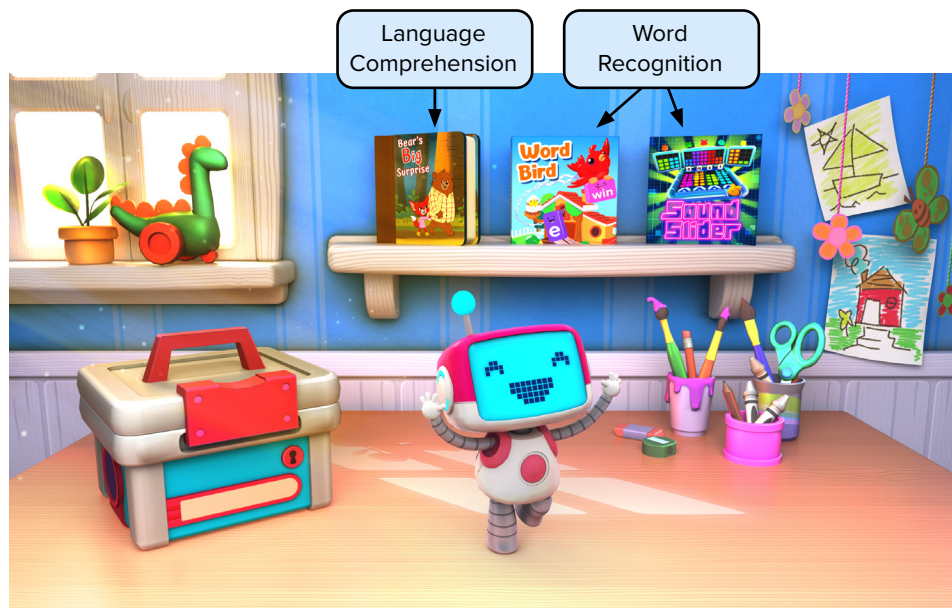 Language
Comprehension
Word
Recognition
Bear's
Big
Surprise
Word
Bird
win
e
Sound
Slider